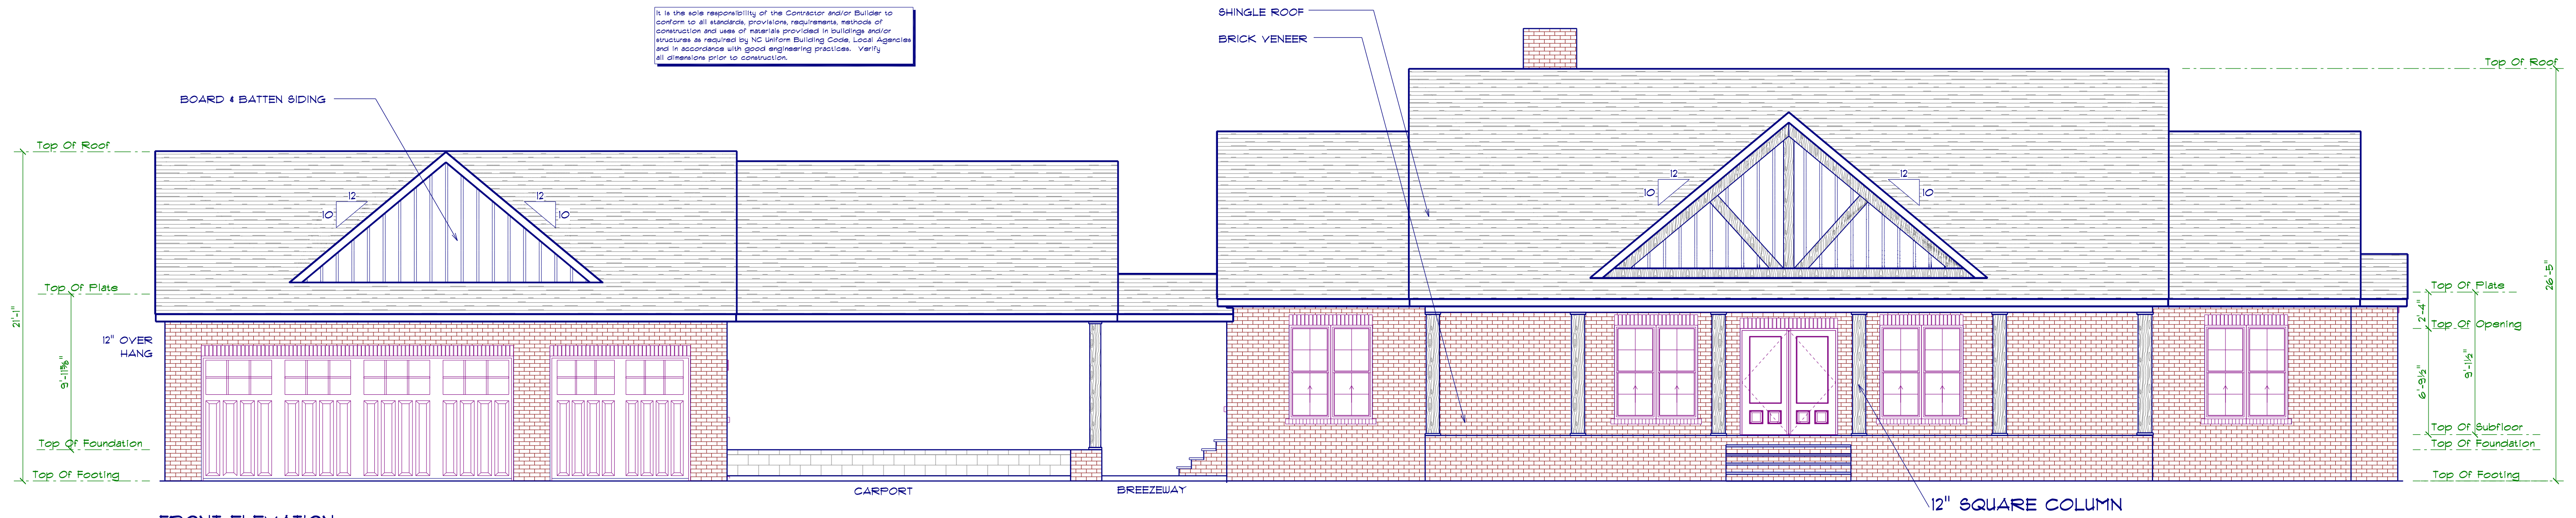 It is the sole responsibility of the Contractor and/or Builder to
conform to all standards, provisions, requirements, methods of
construction and uses of materials provided in buildings and/or
structures as required by NC Uniform Building Code, Local Agencies
and in accordance with good engineering practices. Verify
all dimensions prior to construction.
SHINGLE ROOF
BRICK VENEER
BOARD & BATTEN SIDING
Top Of Roof
Top Of Plate
21'-1"
12" OVER
HANG
9'-11⅝"
Top Of Foundation
Top Of Footing
12
10
12
10
12
10
12
10
Top Of Roof
26'-5"
Top Of Plate
2'-4"
Top Of Opening
9'-1½"
6'-9½"
Top Of Subfloor
Top Of Foundation
Top Of Footing
CARPORT
BREEZEWAY
12" SQUARE COLUMN
FRONT ELEVATION